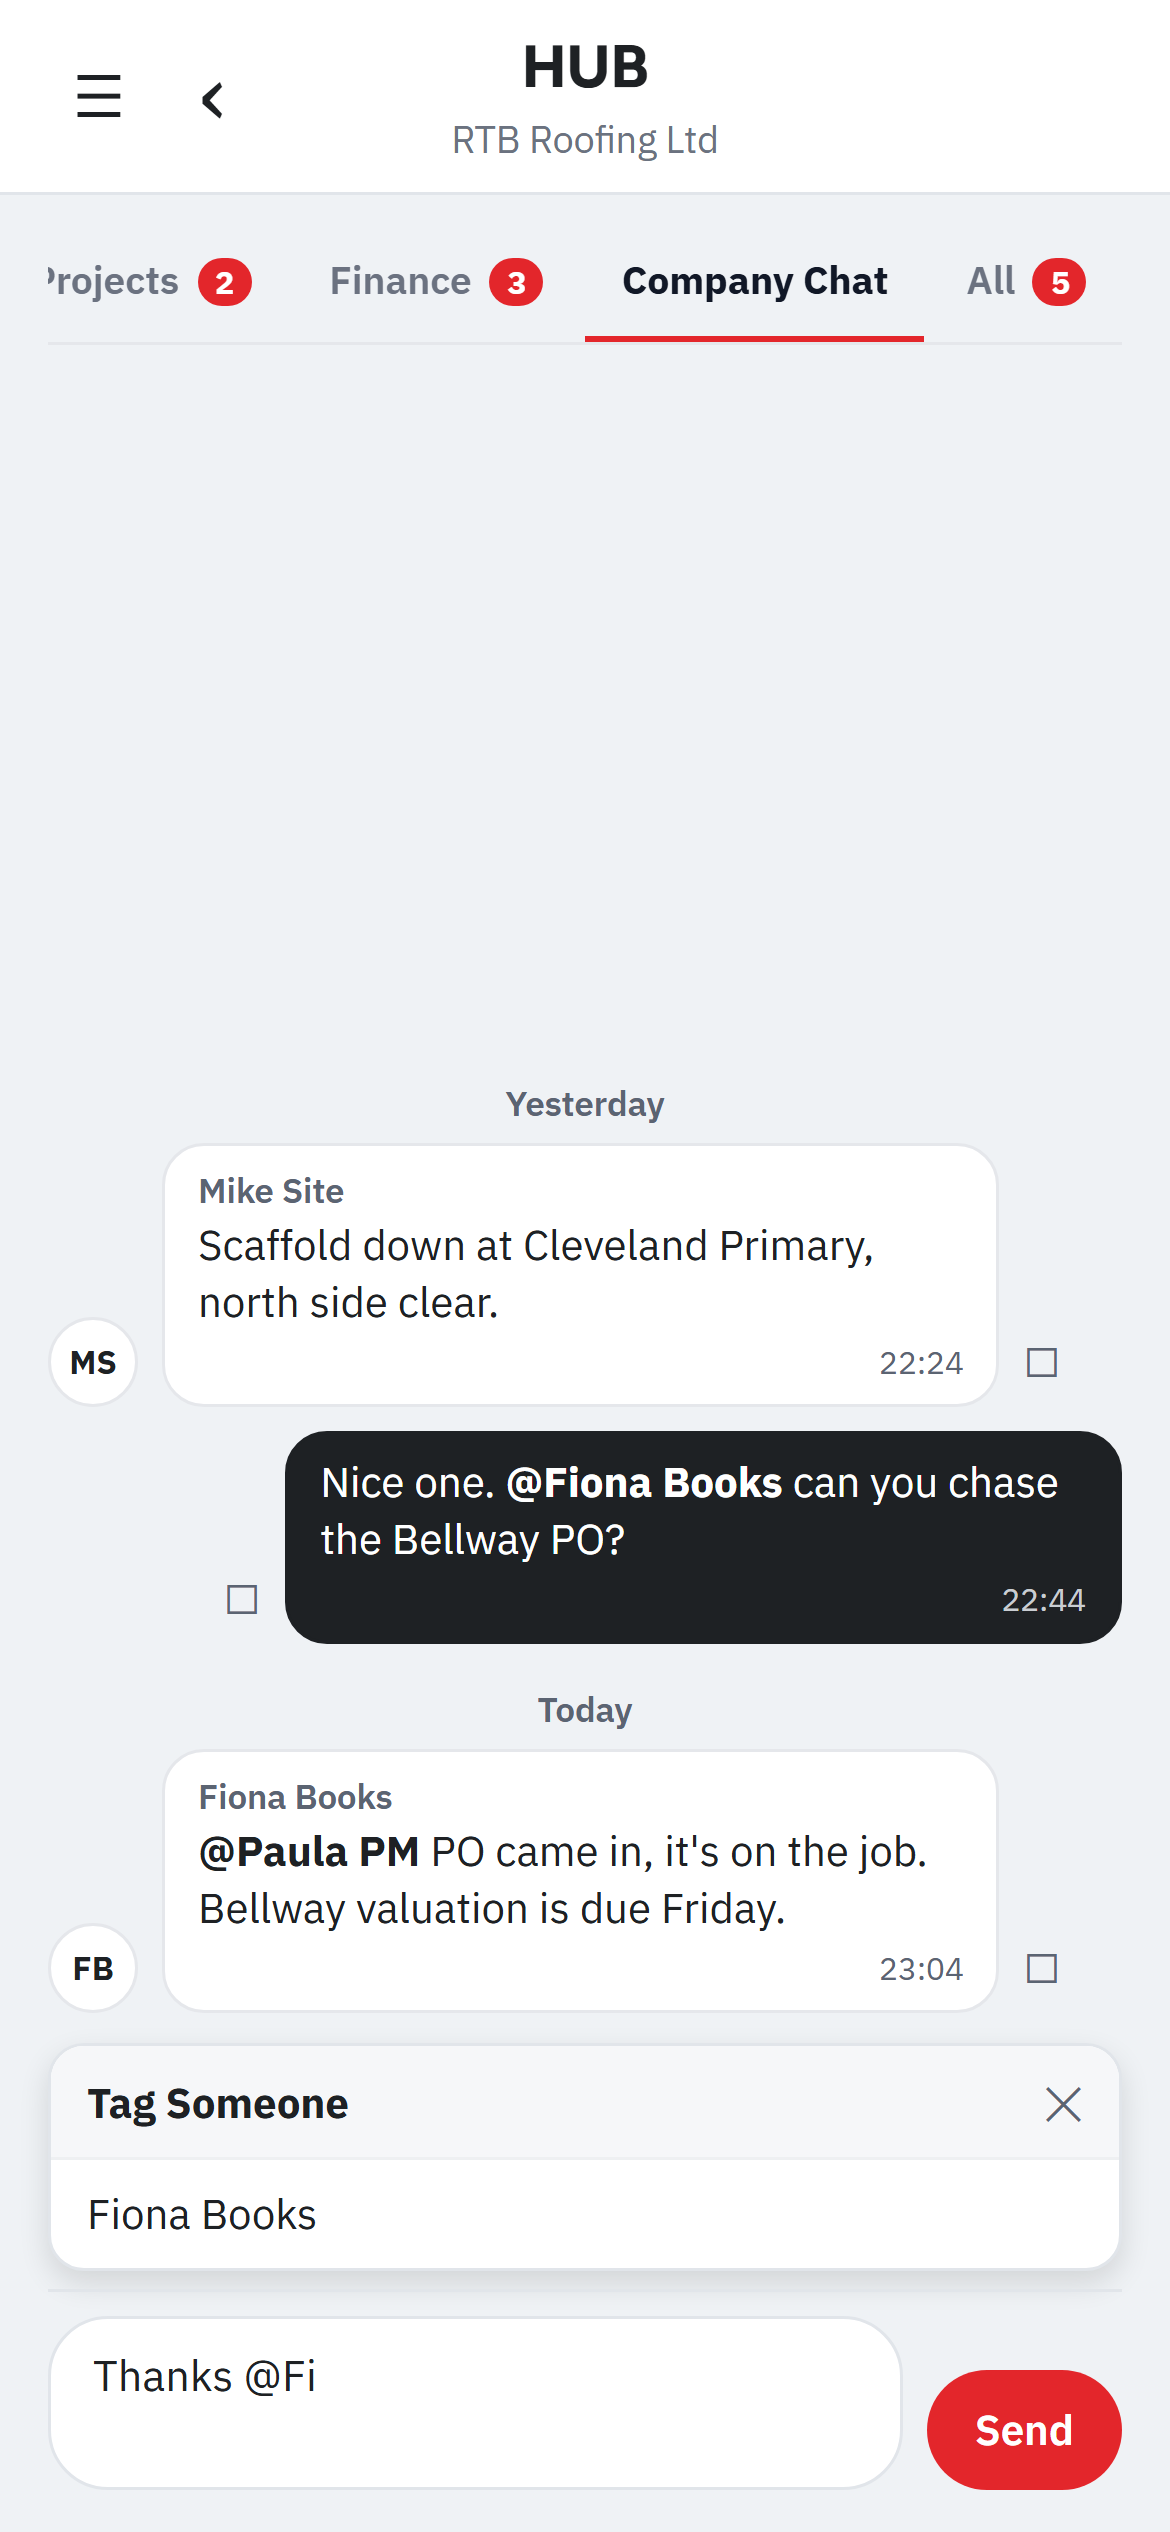 HUB
RTB Roofing Ltd
Projects 2 Finance 3 Company Chat All 5
Yesterday
Mike Site
Scaffold down at Cleveland Primary,
north side clear.
MS
22:24
Nice one. @Fiona Books can you chase
the Bellway PO?
22:44
Today
Fiona Books
@Paula PM PO came in, it's on the job.
Bellway valuation is due Friday.
FB
23:04
Tag Someone
Fiona Books
Thanks @Fi
Send